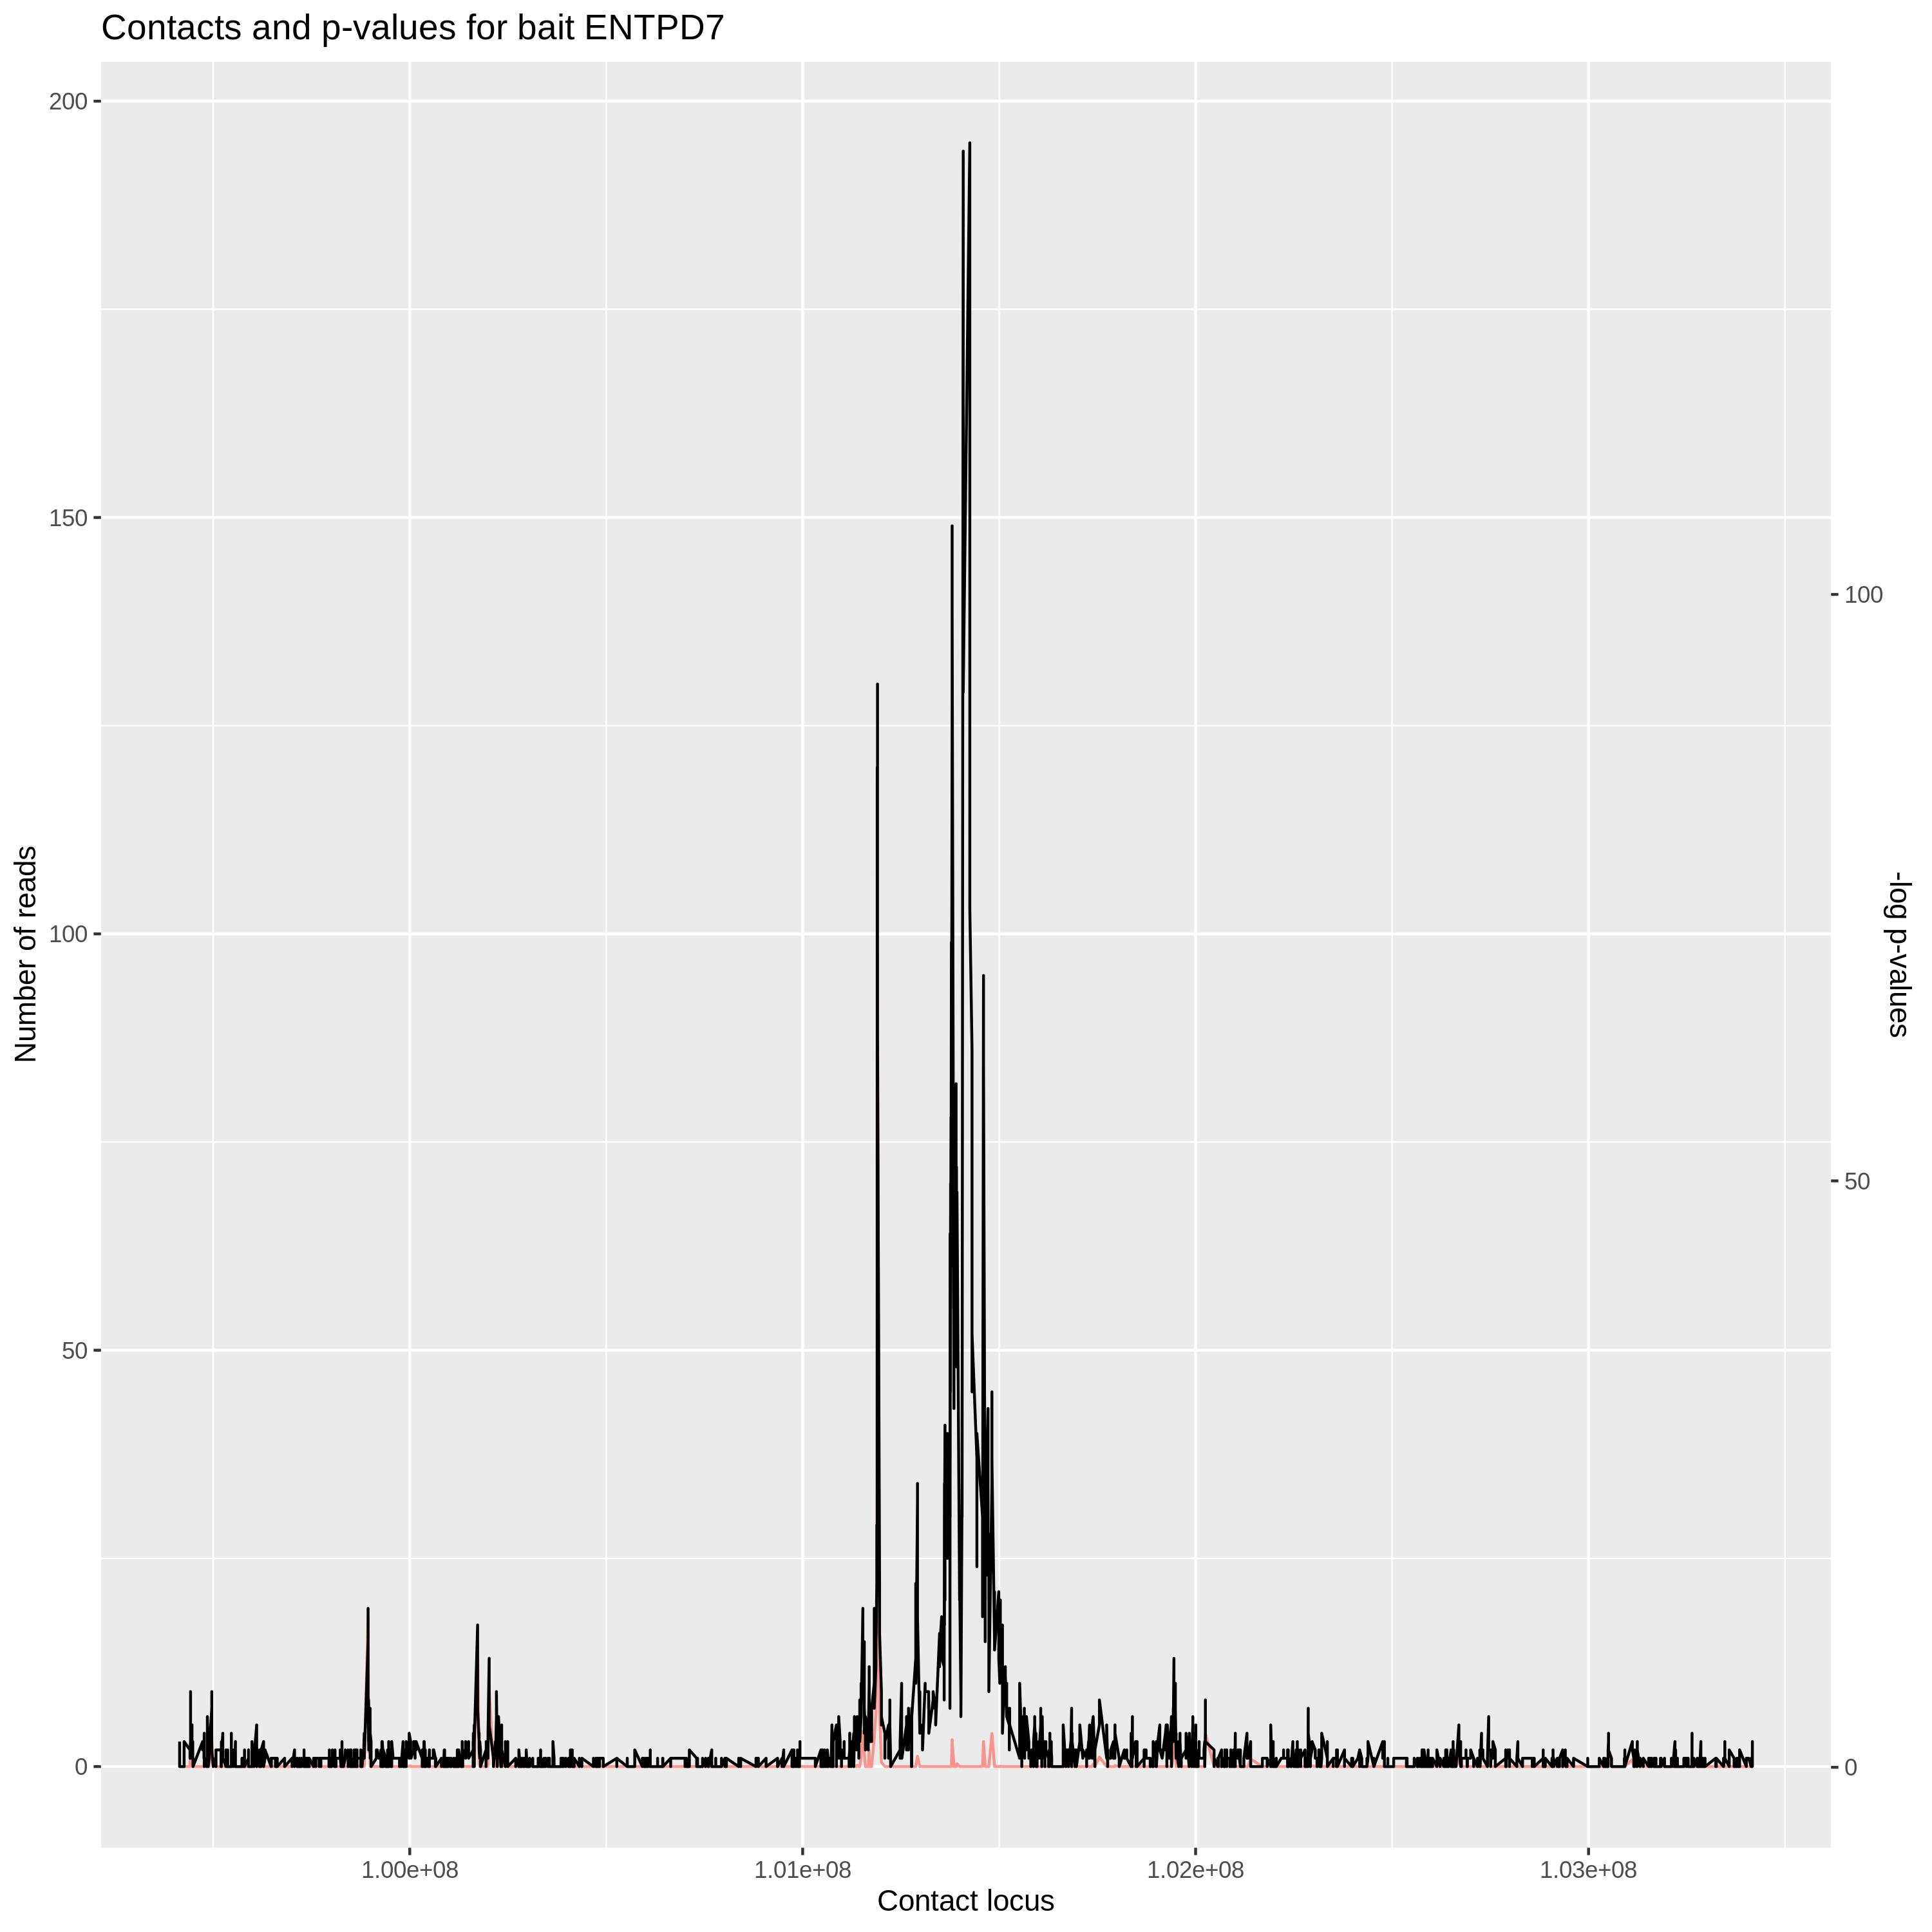 Contacts and p-values for bait ENTPD7
200
150
100
50
0
Number of reads
100
50
0
-log p-values
1.00e+08
1.01e+08
1.02e+08
1.03e+08
Contact locus